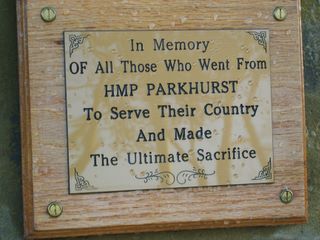 In Memory
OF All Those Who Went From
HMP PARKHURST
To Serve Their Country
And Made
The Ultimate Sacrifice